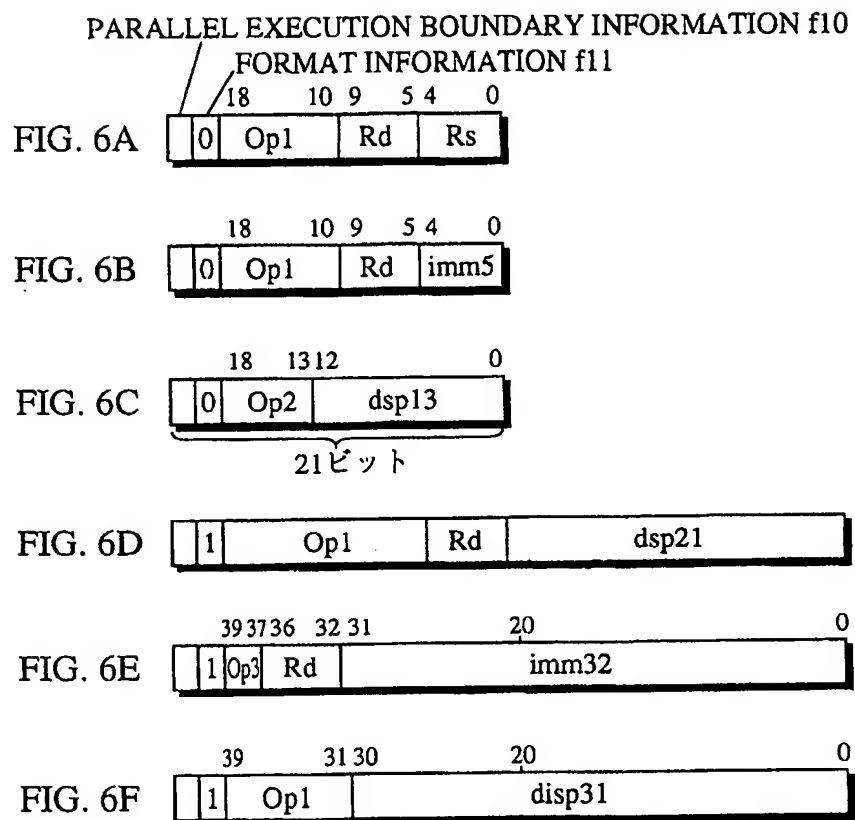 PARALLEL EXECUTION BOUNDARY INFORMATION f10
FORMAT INFORMATION f11
18 10 9 5 4 0
FIG. 6A 0 Op1 Rd Rs
18 10 9 5 4 0
FIG. 6B 0 Op1 Rd imm5
18 13 12 0
FIG. 6C 0 Op2 dsp13
21ビット
FIG. 6D 1 Op1 Rd dsp21
39 37 36 32 31 20 0
FIG. 6E 1 Op3 Rd imm32
39 31 30 20 0
FIG. 6F 1 Op1 disp31